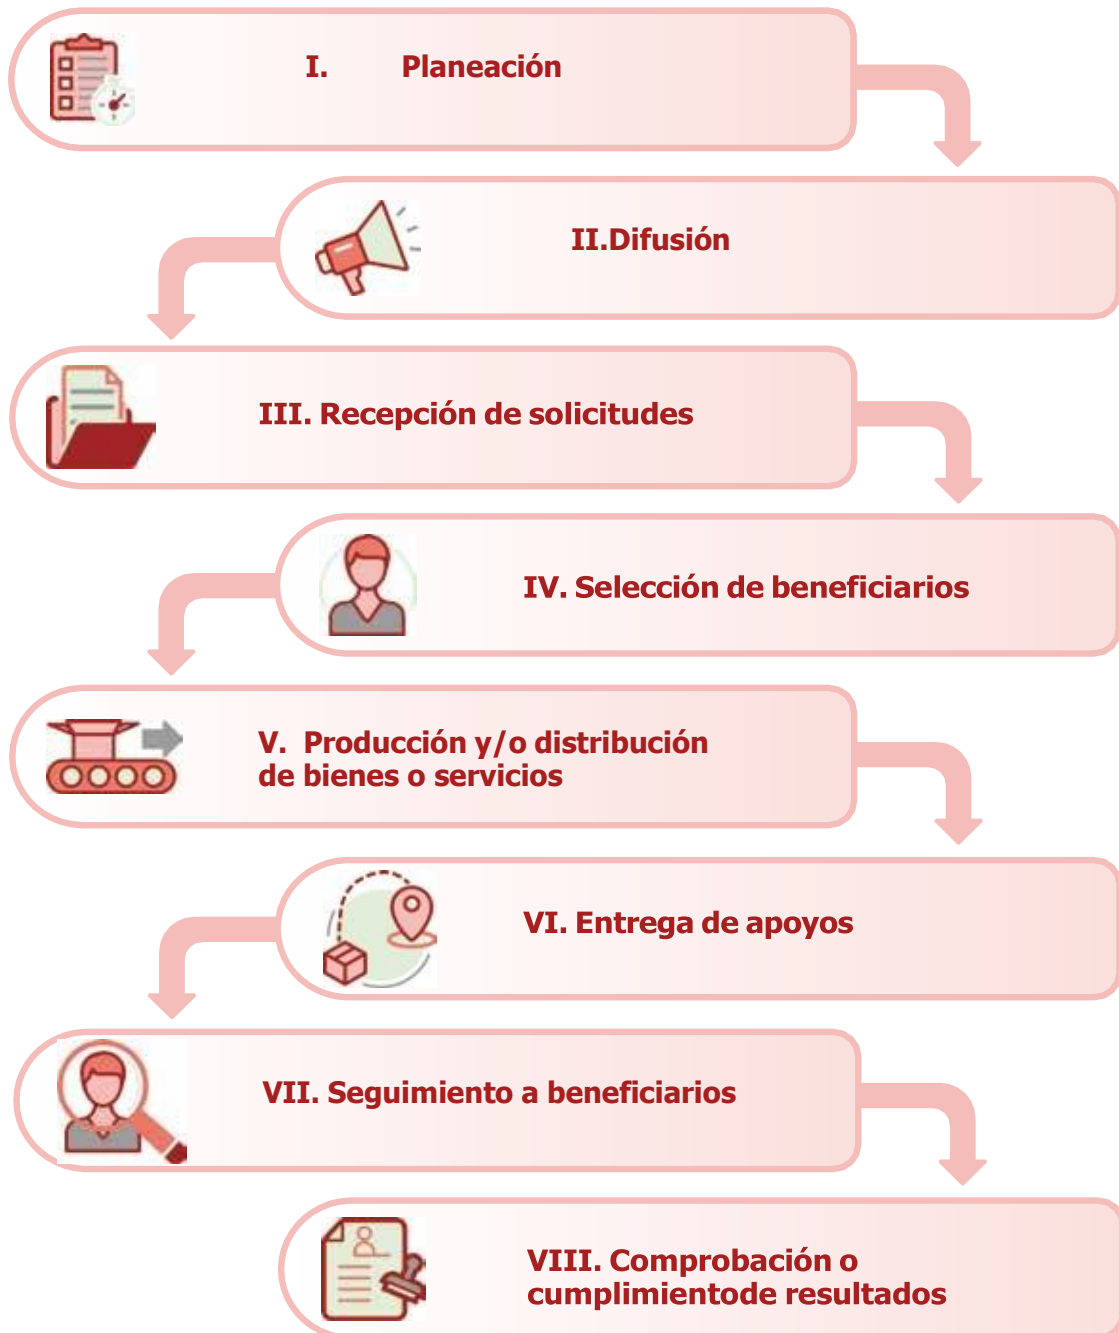 I. Planeación
II.Difusión
III. Recepción de solicitudes
IV. Selección de beneficiarios
V. Producción y/o distribución
de bienes o servicios
VI. Entrega de apoyos
VII. Seguimiento a beneficiarios
VIII. Comprobación o
cumplimientode resultados